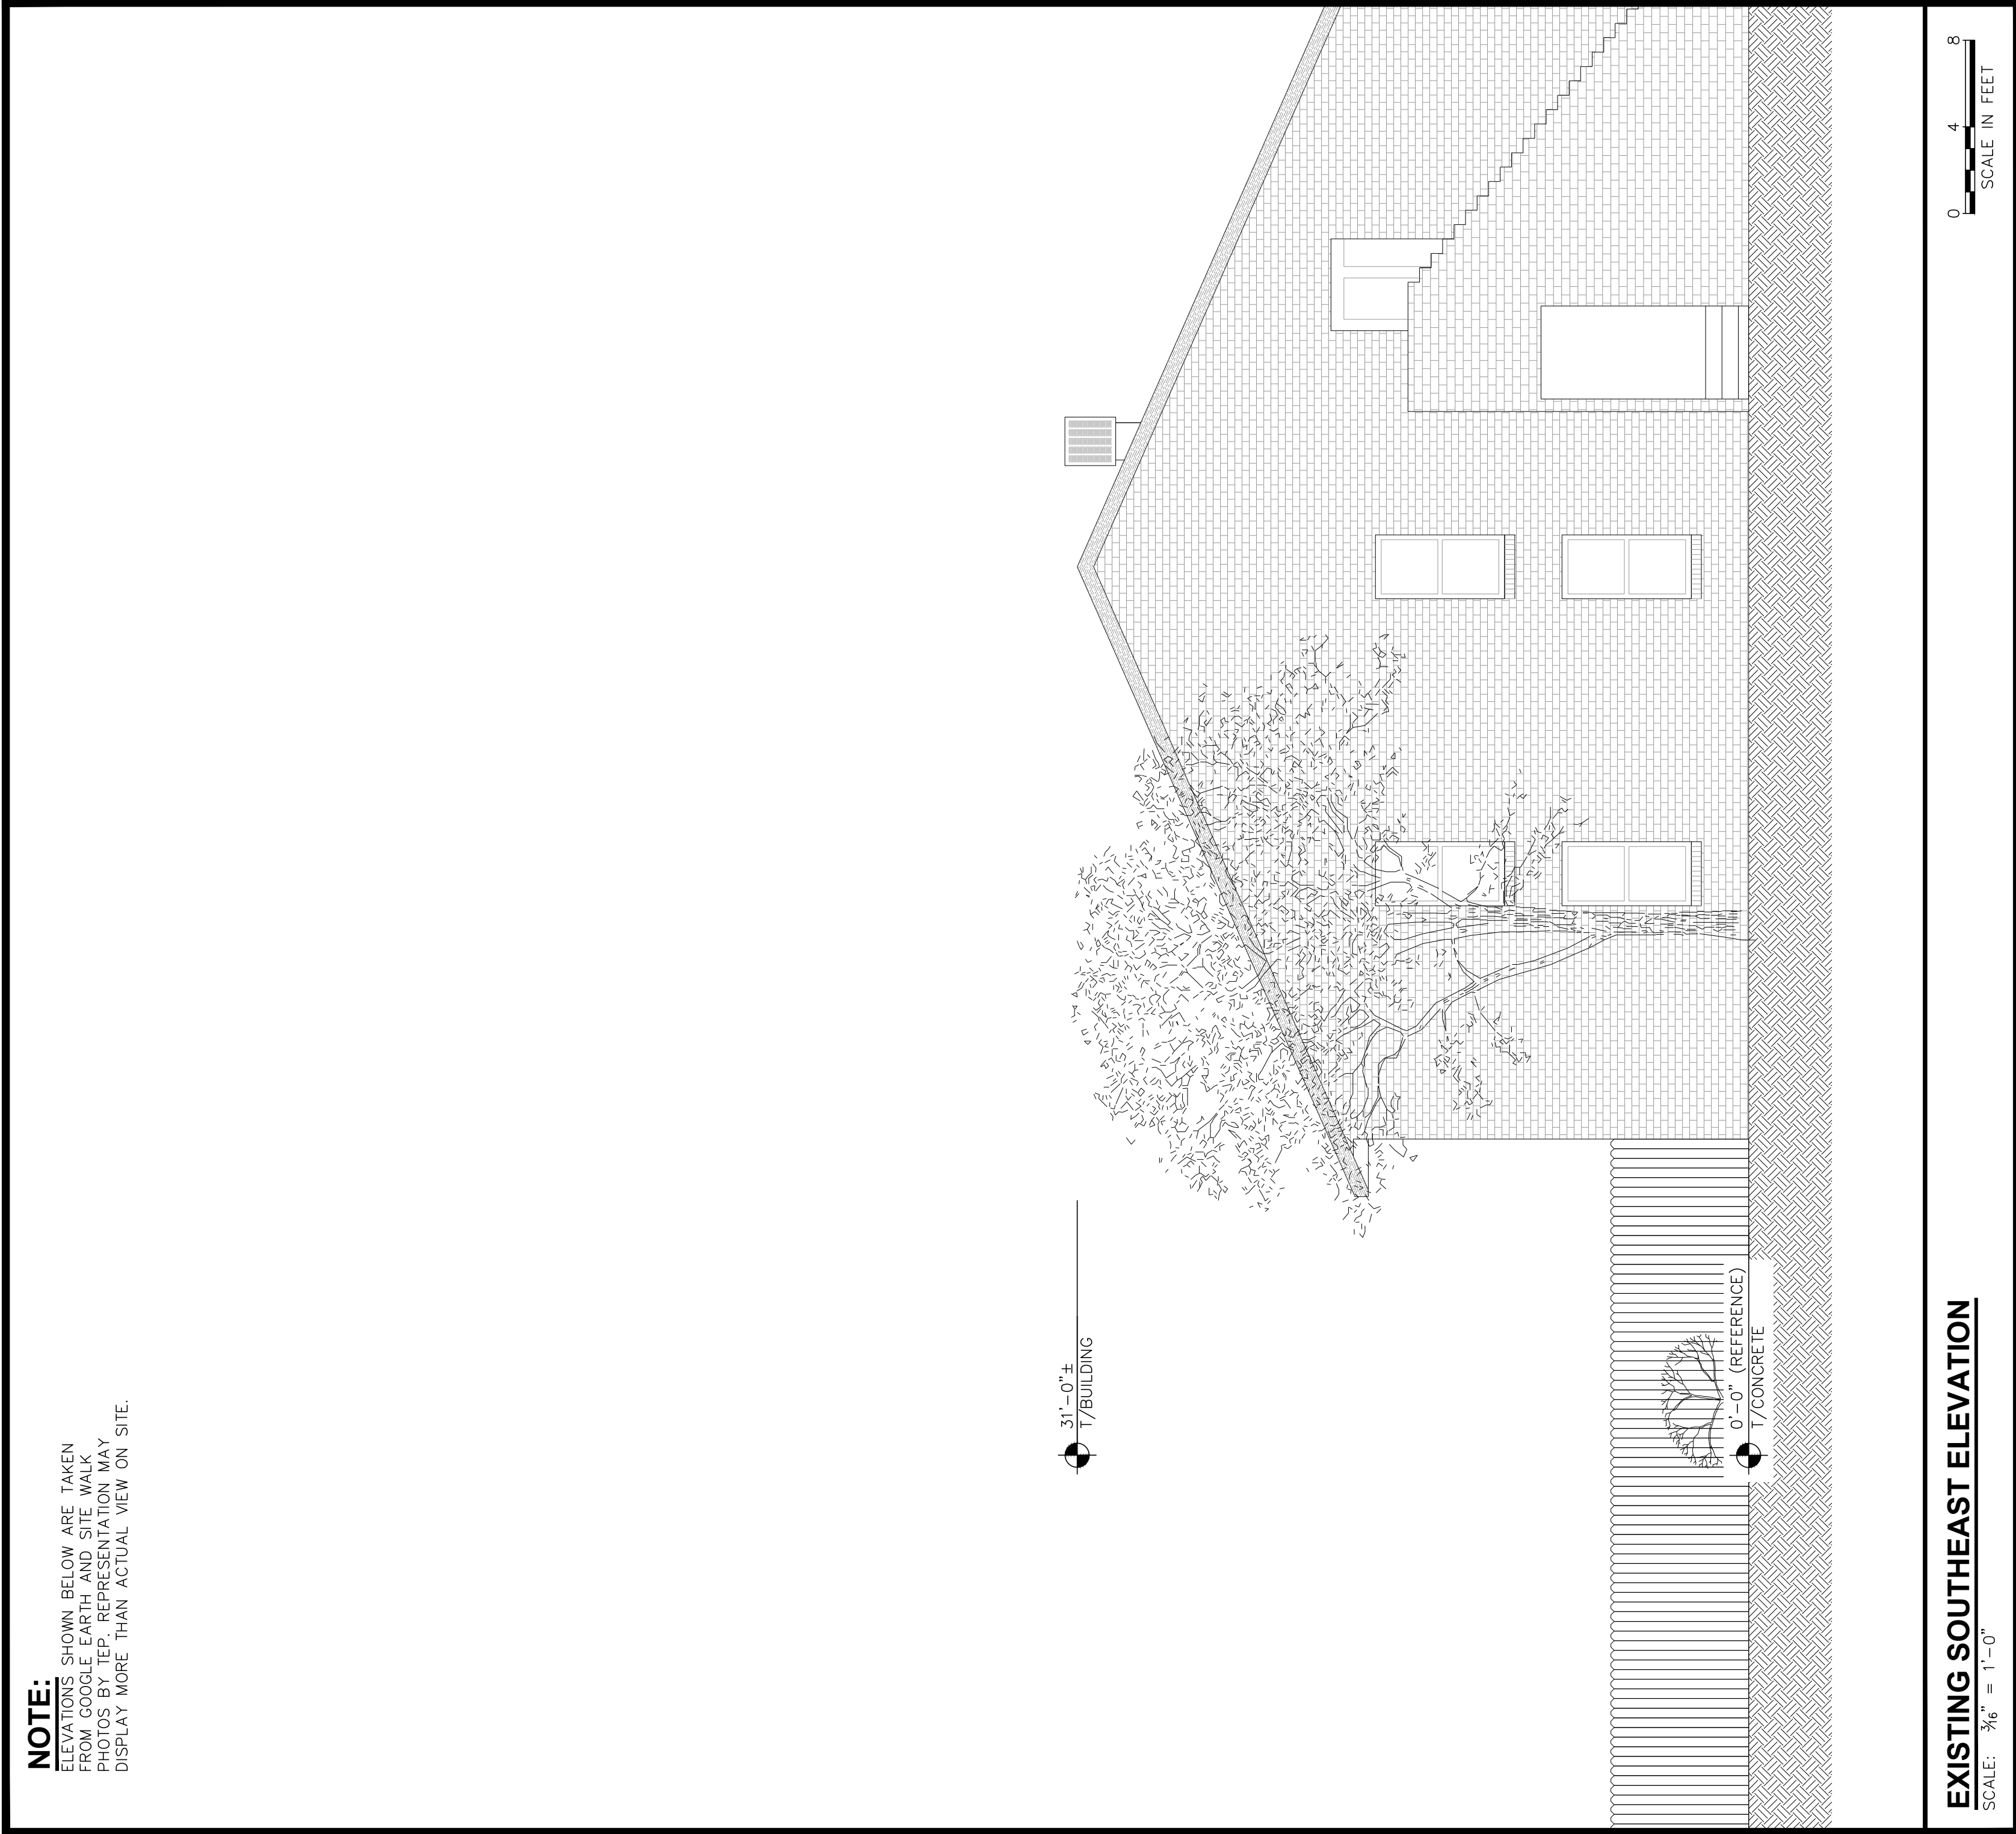 NOTE:
ELEVATIONS SHOWN BELOW ARE TAKEN
FROM GOOGLE EARTH AND SITE WALK
PHOTOS BY TEP. REPRESENTATION MAY
DISPLAY MORE THAN ACTUAL VIEW ON SITE.
31'-0"±
T/BUILDING
0'-0" (REFERENCE)
T/CONCRETE
EXISTING SOUTHEAST ELEVATION
SCALE: 3/16" = 1'-0"
0 4 8
SCALE IN FEET